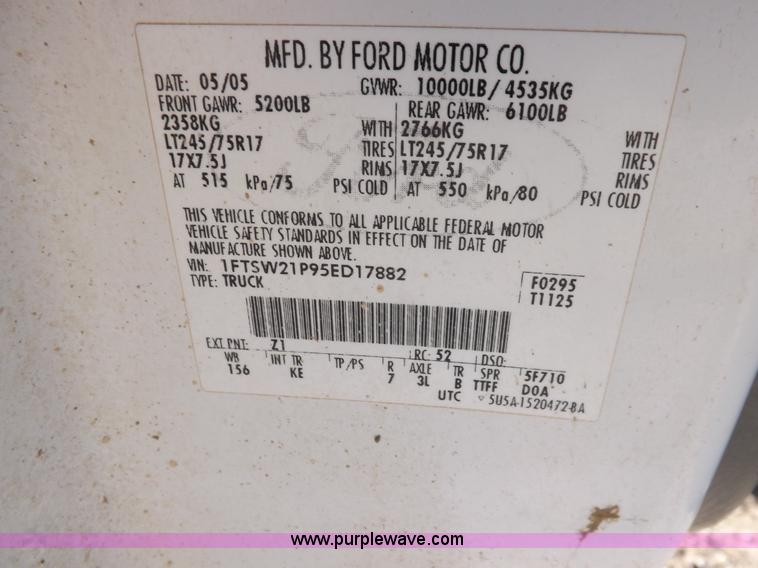 MFD. BY FORD MOTOR CO.
DATE: 05/05 GVWR: 10000LB/ 4535KG
FRONT GAWR: 5200LB REAR GAWR: 6100LB
2358KG WITH 2766KG WITH
LT245/75R17 TIRES LT245/75R17 TIRES
17X7.5J RIMS 17X7.5J RIMS
AT 515 kPa/75 PSI COLD AT 550 kPa/80 PSI COLD
THIS VEHICLE CONFORMS TO ALL APPLICABLE FEDERAL MOTOR
VEHICLE SAFETY STANDARDS IN EFFECT ON THE DATE OF
MANUFACTURE SHOWN ABOVE.
VIN: 1FTSW21P95ED17882 F0295
TYPE: TRUCK T1125
EXT PNT: Z1 RC: 52 DSO:
WB INT TR TP/PS R AXLE TR SPR 5F710
156 KE 7 3L B TTFF DOA
UTC 5U5A-1520472-BA
www.purplewave.com